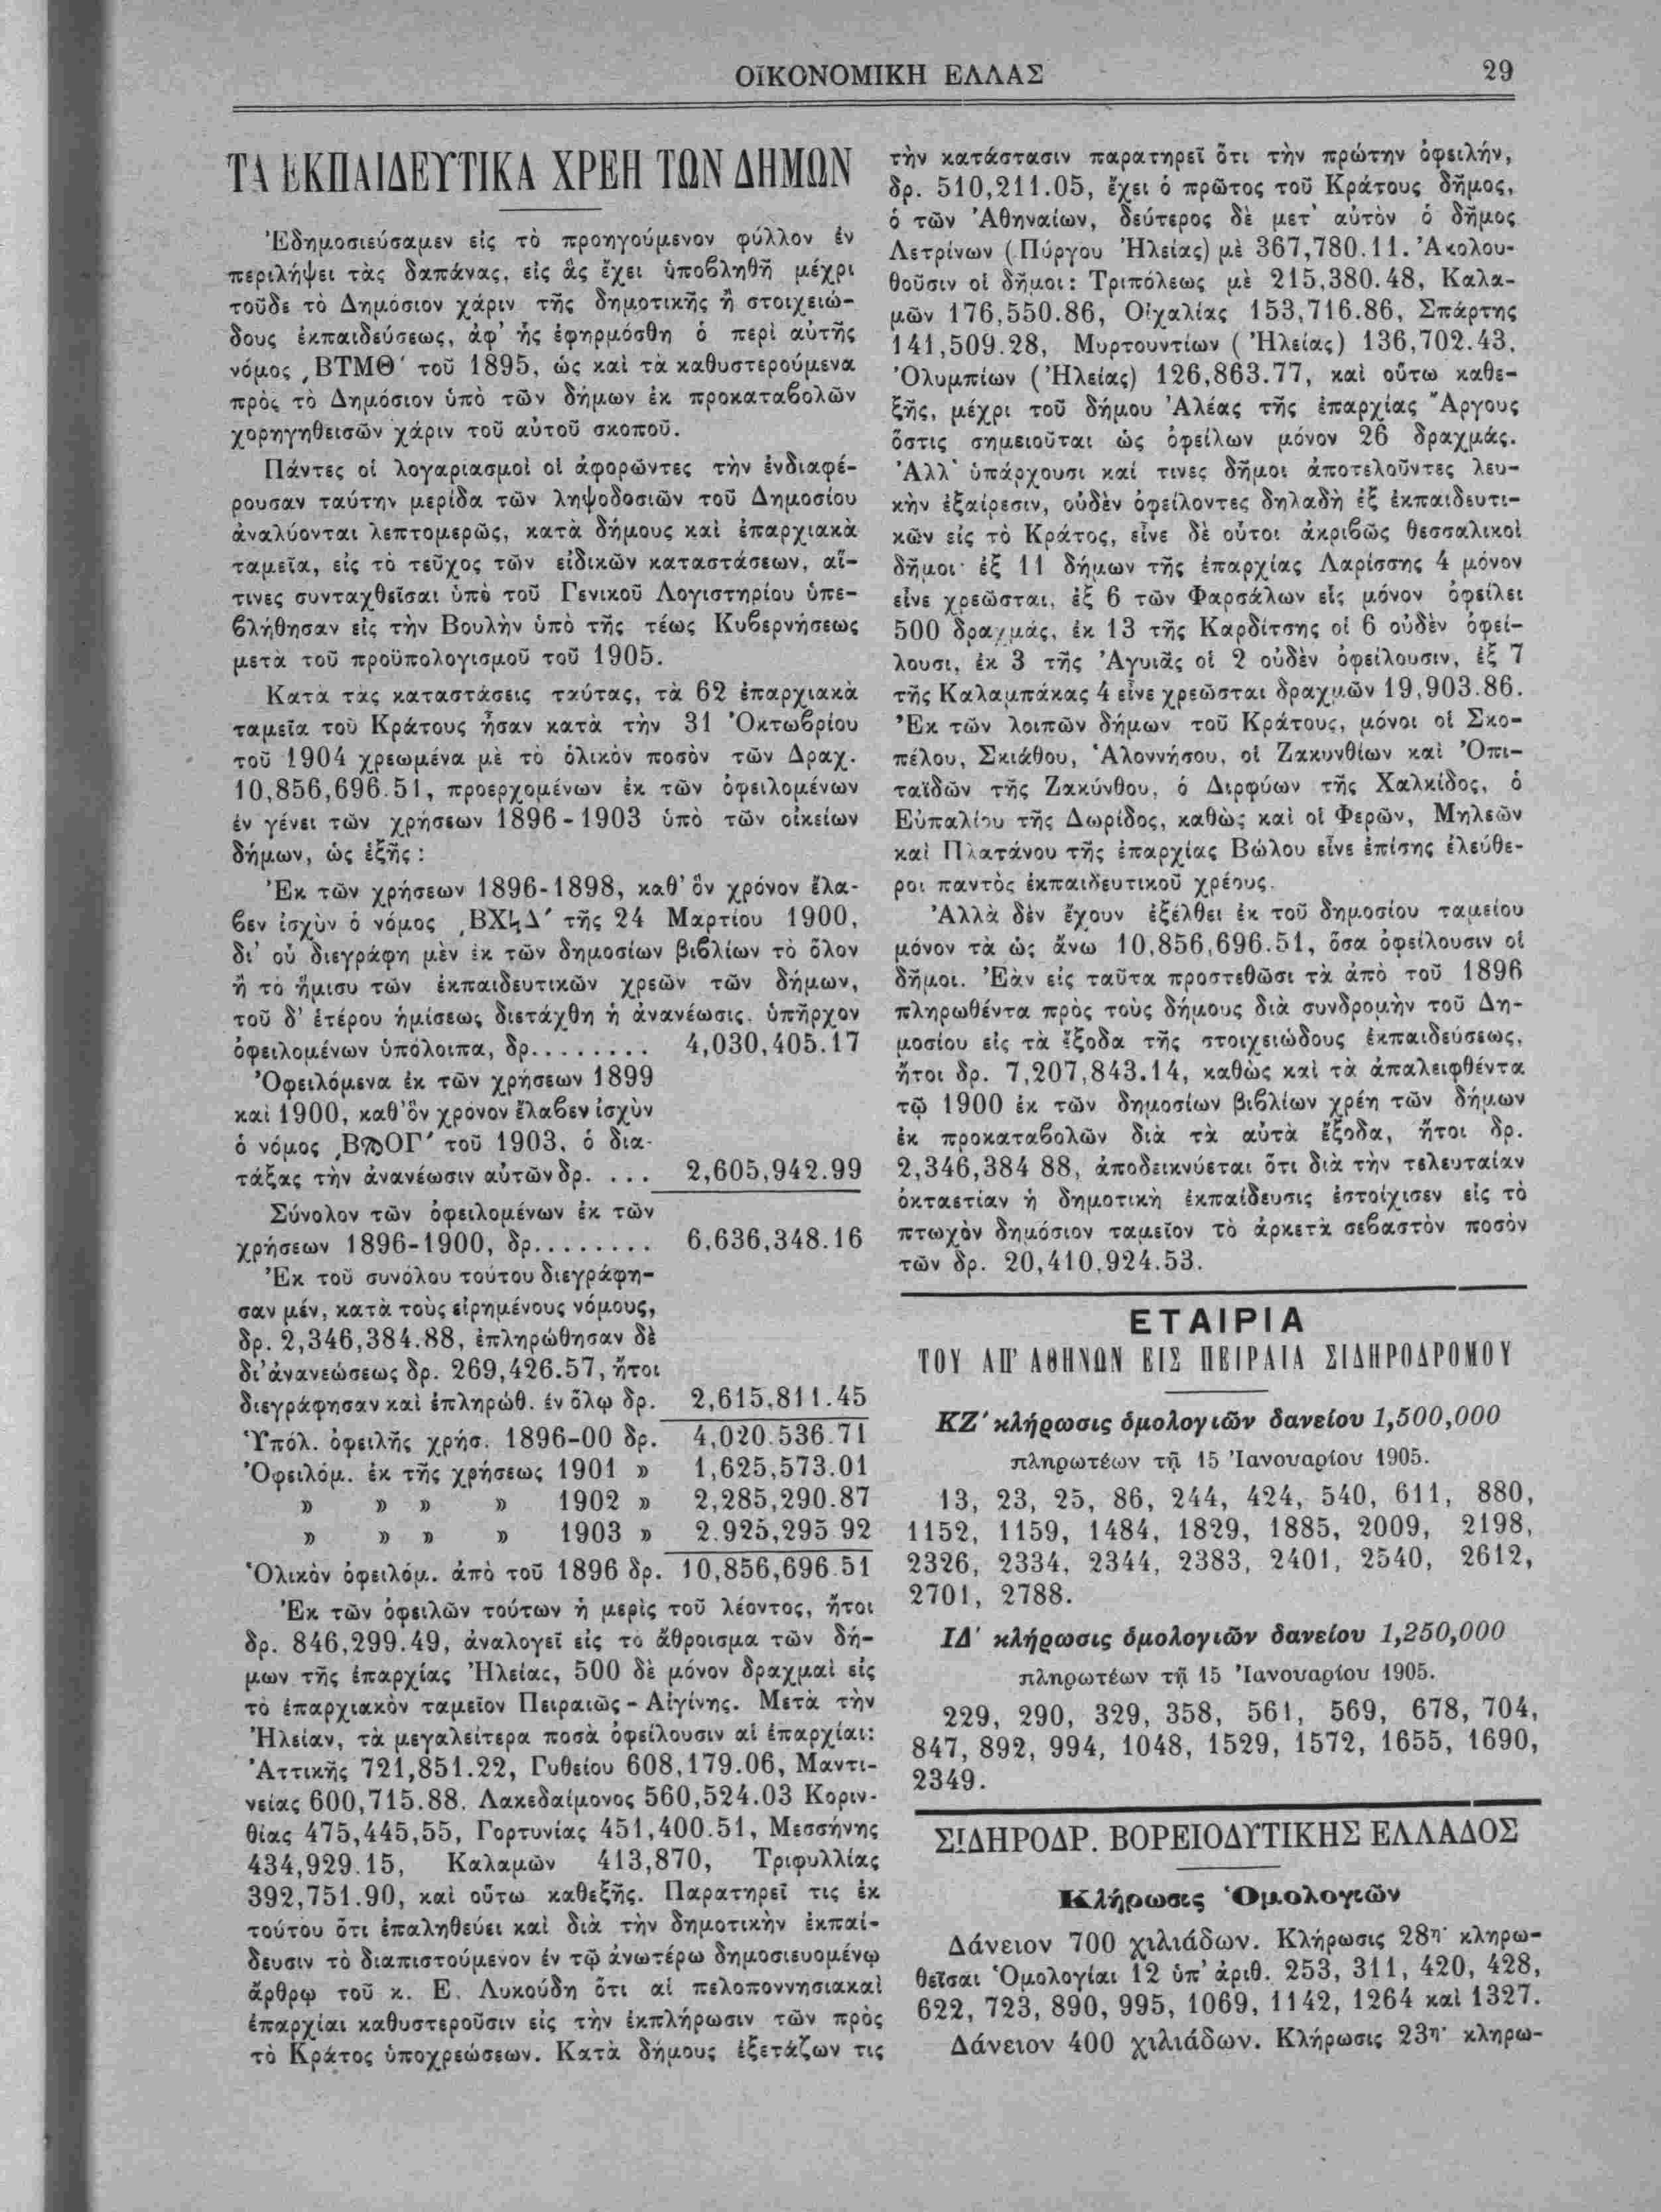 ΟΙΚΟΝΟΜΙΚΗ ΕΛΛΑΣ
29
ΤΑ ΕΚΠΑΙΔΕΥΤΙΚΑ ΧΡΕΗ ΤΩΝ ΔΗΜΩΝ
Ἐδημοσιεύσαμεν εἰς τὸ προηγούμενον φύλλον ἐν
περιλήψει τὰς δαπάνας, εἰς ἃς ἔχει ὑποβληθῆ μέχρι
τοῦδε τὸ Δημόσιον χάριν τῆς δημοτικῆς ἢ στοιχειώ-
δους ἐκπαιδεύσεως, ἀφ' ἧς ἐφηρμόσθη ὁ περὶ αὐτῆς
νόμος ͵ΒΤΜΘ΄ τοῦ 1895, ὡς καὶ τὰ καθυστερούμενα
πρὸς τὸ Δημόσιον ὑπὸ τῶν δήμων ἐκ προκαταβολῶν
χορηγηθεισῶν χάριν τοῦ αὐτοῦ σκοποῦ.
Πάντες οἱ λογαριασμοὶ οἱ ἀφορῶντες τὴν ἐνδιαφέ-
ρουσαν ταύτην μερίδα τῶν ληψοδοσιῶν τοῦ Δημοσίου
ἀναλύονται λεπτομερῶς, κατὰ δήμους καὶ ἐπαρχιακὰ
ταμεῖα, εἰς τὸ τεῦχος τῶν εἰδικῶν καταστάσεων, αἵ-
τινες συνταχθεῖσαι ὑπὸ τοῦ Γενικοῦ Λογιστηρίου ὑπε-
βλήθησαν εἰς τὴν Βουλὴν ὑπὸ τῆς τέως Κυβερνήσεως
μετὰ τοῦ προϋπολογισμοῦ τοῦ 1905.
Κατὰ τὰς καταστάσεις ταύτας, τὰ 62 ἐπαρχιακὰ
ταμεῖα τοῦ Κράτους ἦσαν κατὰ τὴν 31 Ὀκτωβρίου
τοῦ 1904 χρεωμένα μὲ τὸ ὁλικὸν ποσὸν τῶν Δραχ.
10,856,696.51, προερχομένων ἐκ τῶν ὀφειλομένων
ἐν γένει τῶν χρήσεων 1896-1903 ὑπὸ τῶν οἰκείων
δήμων, ὡς ἑξῆς :
Ἐκ τῶν χρήσεων 1896-1898, καθ' ὃν χρόνον ἔλα-
βεν ἰσχὺν ὁ νόμος ͵ΒΧϞΔ΄ τῆς 24 Μαρτίου 1900,
δι' οὗ διεγράφη μὲν ἐκ τῶν δημοσίων βιβλίων τὸ ὅλον
ἢ τὸ ἥμισυ τῶν ἐκπαιδευτικῶν χρεῶν τῶν δήμων,
τοῦ δ' ἑτέρου ἡμίσεως διετάχθη ἡ ἀνανέωσις, ὑπῆρχον
ὀφειλομένων ὑπόλοιπα, δρ........ 4,030,405.17
Ὀφειλόμενα ἐκ τῶν χρήσεων 1899
καὶ 1900, καθ' ὃν χρόνον ἔλαβεν ἰσχὺν
ὁ νόμος ͵ΒϠΟΓ΄ τοῦ 1903, ὁ δια-
τάξας τὴν ἀνανέωσιν αὐτῶν δρ. ... 2,605,942.99
Σύνολον τῶν ὀφειλομένων ἐκ τῶν
χρήσεων 1896-1900, δρ........ 6,636,348.16
Ἐκ τοῦ συνόλου τούτου διεγράφη-
σαν μέν, κατὰ τοὺς εἰρημένους νόμους,
δρ. 2,346,384.88, ἐπληρώθησαν δὲ
δι' ἀνανεώσεως δρ. 269,426.57, ἤτοι
διεγράφησαν καὶ ἐπληρώθ. ἐν ὅλῳ δρ. 2,615,811.45
Ὑπόλ. ὀφειλῆς χρήσ. 1896-00 δρ. 4,020.536.71
Ὀφειλόμ. ἐκ τῆς χρήσεως 1901 » 1,625,573.01
» » » » 1902 » 2,285,290.87
» » » » 1903 » 2.925,295 92
Ὁλικὸν ὀφειλόμ. ἀπὸ τοῦ 1896 δρ. 10,856,696.51
Ἐκ τῶν ὀφειλῶν τούτων ἡ μερὶς τοῦ λέοντος, ἤτοι
δρ. 846,299.49, ἀναλογεῖ εἰς τὸ ἄθροισμα τῶν δή-
μων τῆς ἐπαρχίας Ἠλείας, 500 δὲ μόνον δραχμαὶ εἰς
τὸ ἐπαρχιακὸν ταμεῖον Πειραιῶς - Αἰγίνης. Μετὰ τὴν
Ἠλείαν, τὰ μεγαλείτερα ποσὰ ὀφείλουσιν αἱ ἐπαρχίαι:
Ἀττικῆς 721,851.22, Γυθείου 608,179.06, Μαντι-
νείας 600,715.88, Λακεδαίμονος 560,524.03 Κοριν-
θίας 475,445,55, Γορτυνίας 451,400.51, Μεσσήνης
434,929.15, Καλαμῶν 413,870, Τριφυλλίας
392,751.90, καὶ οὕτω καθεξῆς. Παρατηρεῖ τις ἐκ
τούτου ὅτι ἐπαληθεύει καὶ διὰ τὴν δημοτικὴν ἐκπαί-
δευσιν τὸ διαπιστούμενον ἐν τῷ ἀνωτέρω δημοσιευομένῳ
ἄρθρῳ τοῦ κ. Ε. Λυκούδη ὅτι αἱ πελοποννησιακαὶ
ἐπαρχίαι καθυστεροῦσιν εἰς τὴν ἐκπλήρωσιν τῶν πρὸς
τὸ Κράτος ὑποχρεώσεων. Κατὰ δήμους ἐξετάζων τις
τὴν κατάστασιν παρατηρεῖ ὅτι τὴν πρώτην ὀφειλήν,
δρ. 510,211.05, ἔχει ὁ πρῶτος τοῦ Κράτους δῆμος,
ὁ τῶν Ἀθηναίων, δεύτερος δὲ μετ' αὐτὸν ὁ δῆμος
Λετρίνων (Πύργου Ἠλείας) μὲ 367,780.11. Ἀκολου-
θοῦσιν οἱ δῆμοι: Τριπόλεως μὲ 215,380.48, Καλα-
μῶν 176,550.86, Οἰχαλίας 153,716.86, Σπάρτης
141,509.28, Μυρτουντίων (Ἠλείας) 136,702.43,
Ὀλυμπίων (Ἠλείας) 126,863.77, καὶ οὕτω καθε-
ξῆς, μέχρι τοῦ δήμου Ἀλέας τῆς ἐπαρχίας Ἄργους
ὅστις σημειοῦται ὡς ὀφείλων μόνον 26 δραχμάς.
Ἀλλ' ὑπάρχουσι καί τινες δῆμοι ἀποτελοῦντες λευ-
κὴν ἐξαίρεσιν, οὐδὲν ὀφείλοντες δηλαδὴ ἐξ ἐκπαιδευτι-
κῶν εἰς τὸ Κράτος, εἶνε δὲ οὗτοι ἀκριβῶς θεσσαλικοὶ
δῆμοι· ἐξ 11 δήμων τῆς ἐπαρχίας Λαρίσσης 4 μόνον
εἶνε χρεῶσται, ἐξ 6 τῶν Φαρσάλων εἷς μόνον ὀφείλει
500 δραχμάς, ἐκ 13 τῆς Καρδίτσης οἱ 6 οὐδὲν ὀφεί-
λουσι, ἐκ 3 τῆς Ἀγυιᾶς οἱ 2 οὐδὲν ὀφείλουσιν, ἐξ 7
τῆς Καλαμπάκας 4 εἶνε χρεῶσται δραχμῶν 19,903.86.
Ἐκ τῶν λοιπῶν δήμων τοῦ Κράτους, μόνοι οἱ Σκο-
πέλου, Σκιάθου, Ἀλοννήσου, οἱ Ζακυνθίων καὶ Ὀπι-
ταϊδῶν τῆς Ζακύνθου, ὁ Διρφύων τῆς Χαλκίδος, ὁ
Εὐπαλίου τῆς Δωρίδος, καθὼς καὶ οἱ Φερῶν, Μηλεῶν
καὶ Πλατάνου τῆς ἐπαρχίας Βώλου εἶνε ἐπίσης ἐλεύθε-
ροι παντὸς ἐκπαιδευτικοῦ χρέους.
Ἀλλὰ δὲν ἔχουν ἐξέλθει ἐκ τοῦ δημοσίου ταμείου
μόνον τὰ ὡς ἄνω 10,856,696.51, ὅσα ὀφείλουσιν οἱ
δῆμοι. Ἐὰν εἰς ταῦτα προστεθῶσι τὰ ἀπὸ τοῦ 1896
πληρωθέντα πρὸς τοὺς δήμους διὰ συνδρομὴν τοῦ Δη-
μοσίου εἰς τὰ ἔξοδα τῆς στοιχειώδους ἐκπαιδεύσεως,
ἤτοι δρ. 7,207,843.14, καθὼς καὶ τὰ ἀπαλειφθέντα
τῷ 1900 ἐκ τῶν δημοσίων βιβλίων χρέη τῶν δήμων
ἐκ προκαταβολῶν διὰ τὰ αὐτὰ ἔξοδα, ἤτοι δρ.
2,346,384 88, ἀποδεικνύεται ὅτι διὰ τὴν τελευταίαν
ὀκταετίαν ἡ δημοτικὴ ἐκπαίδευσις ἐστοίχισεν εἰς τὸ
πτωχὸν δημόσιον ταμεῖον τὸ ἀρκετὰ σεβαστὸν ποσὸν
τῶν δρ. 20,410,924.53.
ΕΤΑΙΡΙΑ
ΤΟΥ ΑΠ' ΑΘΗΝΩΝ ΕΙΣ ΠΕΙΡΑΙΑ ΣΙΔΗΡΟΔΡΟΜΟΥ
ΚΖ΄ κλήρωσις ὁμολογιῶν δανείου 1,500,000
πληρωτέων τῇ 15 Ἰανουαρίου 1905.
13, 23, 25, 86, 244, 424, 540, 611, 880,
1152, 1159, 1484, 1829, 1885, 2009, 2198,
2326, 2334, 2344, 2383, 2401, 2540, 2612,
2701, 2788.
ΙΔ΄ κλήρωσις ὁμολογιῶν δανείου 1,250,000
πληρωτέων τῇ 15 Ἰανουαρίου 1905.
229, 290, 329, 358, 561, 569, 678, 704,
847, 892, 994, 1048, 1529, 1572, 1655, 1690,
2349.
ΣΙΔΗΡΟΔΡ. ΒΟΡΕΙΟΔΥΤΙΚΗΣ ΕΛΛΑΔΟΣ
Κλήρωσις Ὁμολογιῶν
Δάνειον 700 χιλιάδων. Κλήρωσις 28η· κληρω-
θεῖσαι Ὁμολογίαι 12 ὑπ' ἀριθ. 253, 311, 420, 428,
622, 723, 890, 995, 1069, 1142, 1264 καὶ 1327.
Δάνειον 400 χιλιάδων. Κλήρωσις 23η· κληρω-